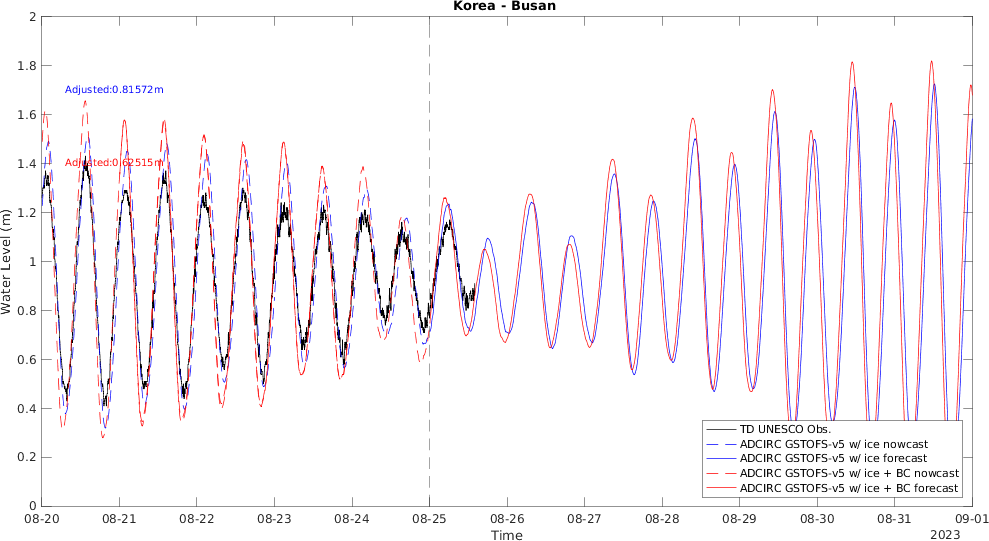 Korea - Busan
2
1.8
1.6
1.4
1.2
1
0.8
0.6
0.4
0.2
0
Water Level (m)
Adjusted:0.81572m
Adjusted:0.62515m
TD UNESCO Obs.
ADCIRC GSTOFS-v5 w/ ice nowcast
ADCIRC GSTOFS-v5 w/ ice forecast
ADCIRC GSTOFS-v5 w/ ice + BC nowcast
ADCIRC GSTOFS-v5 w/ ice + BC forecast
08-20 08-21 08-22 08-23 08-24 08-25 08-26 08-27 08-28 08-29 08-30 08-31 09-01
Time
2023